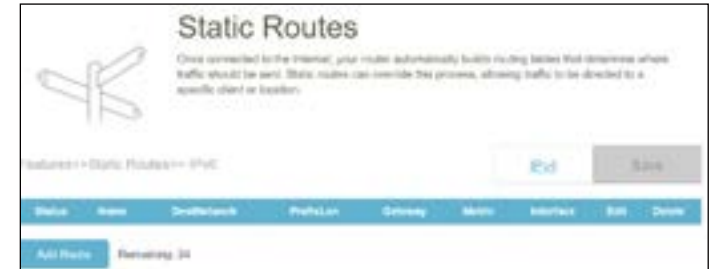 Static Routes
Once connected to the Internet, your router automatically builds routing tables that determine where
traffic should be sent. Static routes can override this process, allowing traffic to be directed to a
specific client or location.
Features>>Static Routes>> IPv6
IPv4 Save
Status Name DestNetwork PrefixLen Gateway Metric Interface Edit Delete
Add Route Remaining: 24